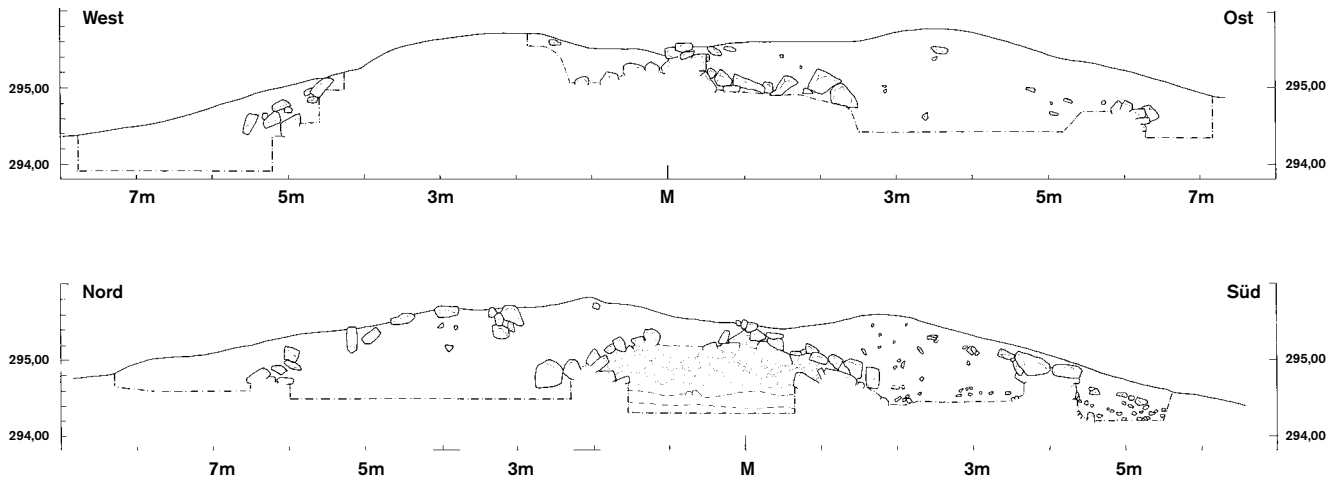 West Ost
295,00 295,00
294,00 294,00
7m 5m 3m M 3m 5m 7m
Nord Süd
295,00 295,00
294,00 294,00
7m 5m 3m M 3m 5m